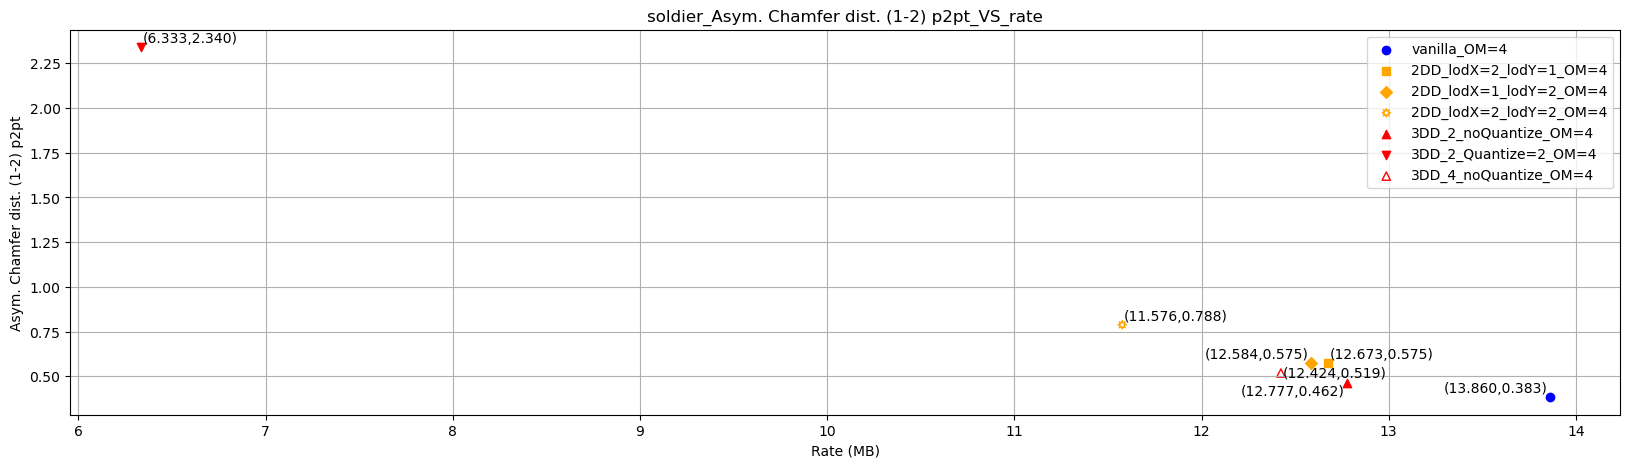 soldier_Asym. Chamfer dist. (1-2) p2pt_VS_rate
Asym. Chamfer dist. (1-2) p2pt
2.25
2.00
1.75
1.50
1.25
1.00
0.75
0.50
(6.333,2.340)
(11.576,0.788)
(12.584,0.575)
(12.673,0.575)
(12.424,0.519)
(12.777,0.462)
(13.860,0.383)
vanilla_OM=4
2DD_lodX=2_lodY=1_OM=4
2DD_lodX=1_lodY=2_OM=4
2DD_lodX=2_lodY=2_OM=4
3DD_2_noQuantize_OM=4
3DD_2_Quantize=2_OM=4
3DD_4_noQuantize_OM=4
6 7 8 9 10 11 12 13 14
Rate (MB)